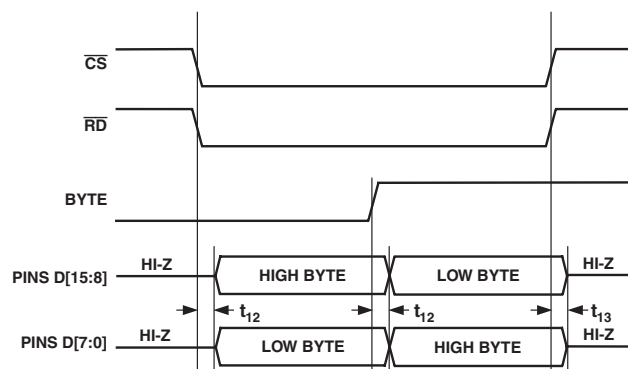 CS
RD
BYTE
PINS D[15:8] HI-Z HIGH BYTE LOW BYTE HI-Z
t12 t12 t13
PINS D[7:0] HI-Z LOW BYTE HIGH BYTE HI-Z